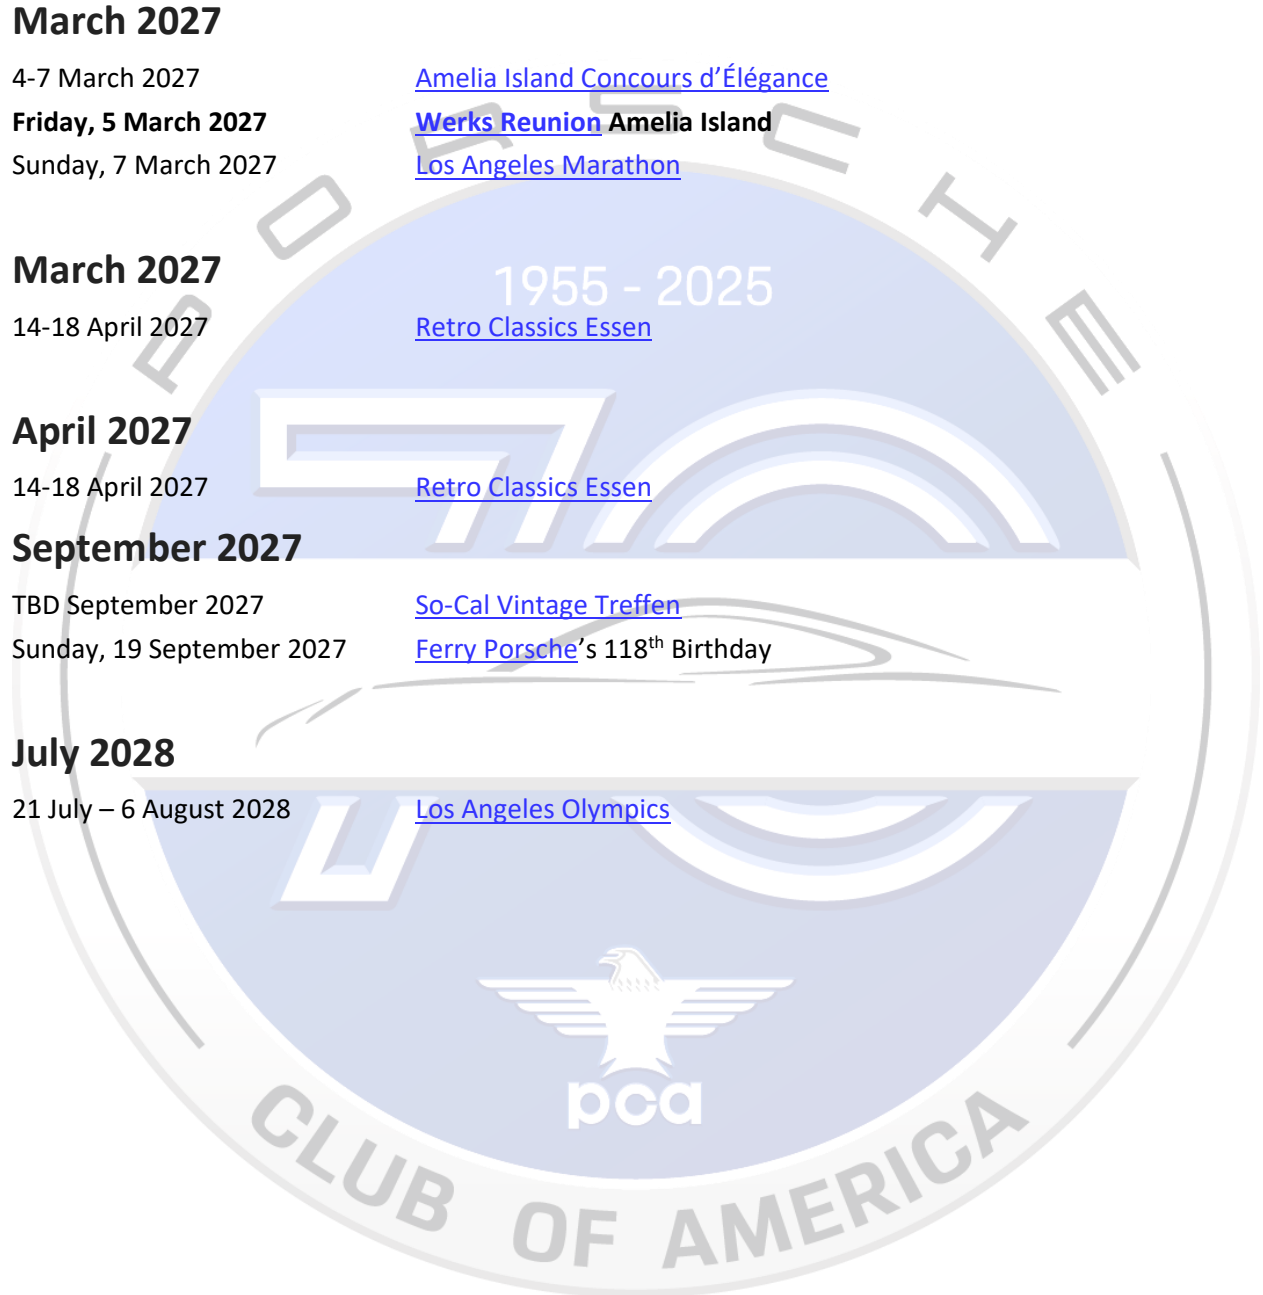 March 2027
4-7 March 2027 Amelia Island Concours d’Élégance
Friday, 5 March 2027 Werks Reunion Amelia Island
Sunday, 7 March 2027 Los Angeles Marathon
March 2027
14-18 April 2027 Retro Classics Essen
April 2027
14-18 April 2027 Retro Classics Essen
September 2027
TBD September 2027 So-Cal Vintage Treffen
Sunday, 19 September 2027 Ferry Porsche’s 118th Birthday
July 2028
21 July – 6 August 2028 Los Angeles Olympics
PORSCHE
1955 - 2025
70
pca
CLUB OF AMERICA